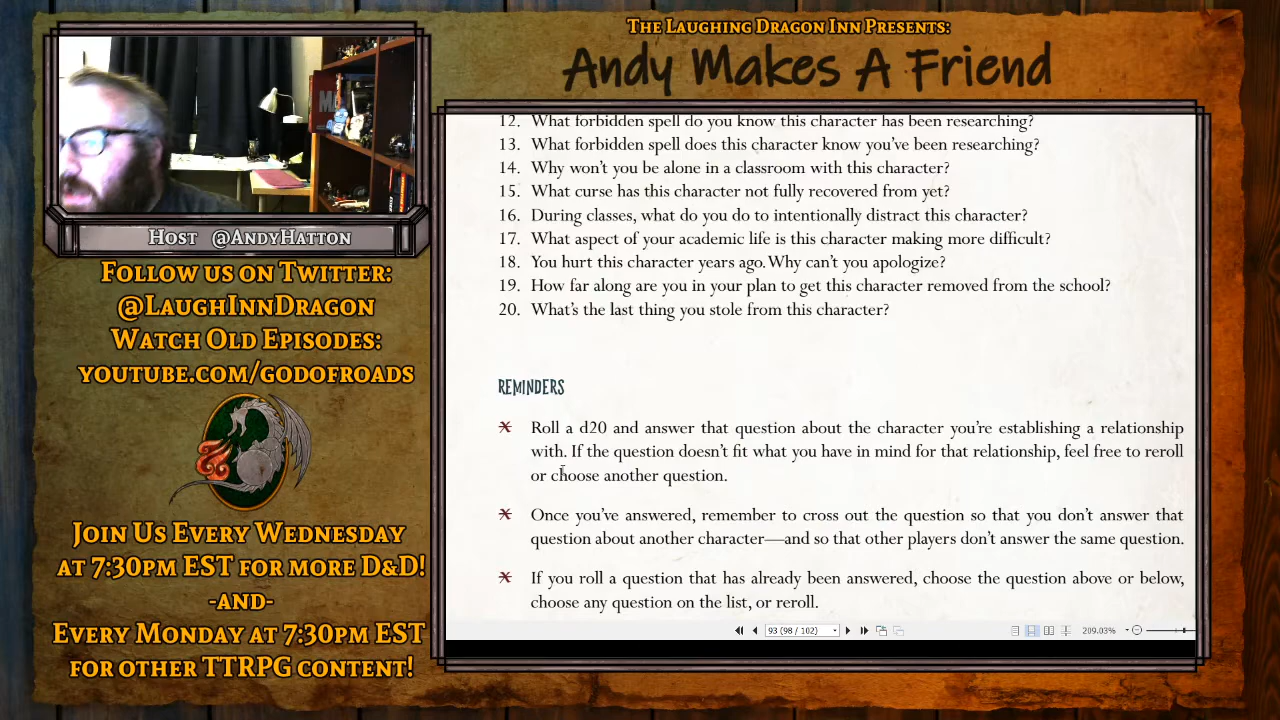 The Laughing Dragon Inn Presents:
Andy Makes A Friend
Host @AndyHatton
Follow us on Twitter:
@LaughInnDragon
Watch Old Episodes:
youtube.com/godofroads
Join Us Every Wednesday
at 7:30pm EST for more D&D!
-and-
Every Monday at 7:30pm EST
for other TTRPG content!
12. What forbidden spell do you know this character has been researching?
13. What forbidden spell does this character know you've been researching?
14. Why won't you be alone in a classroom with this character?
15. What curse has this character not fully recovered from yet?
16. During classes, what do you do to intentionally distract this character?
17. What aspect of your academic life is this character making more difficult?
18. You hurt this character years ago. Why can't you apologize?
19. How far along are you in your plan to get this character removed from the school?
20. What's the last thing you stole from this character?
REMINDERS
Roll a d20 and answer that question about the character you're establishing a relationship
with. If the question doesn't fit what you have in mind for that relationship, feel free to reroll
or choose another question.
Once you've answered, remember to cross out the question so that you don't answer that
question about another character—and so that other players don't answer the same question.
If you roll a question that has already been answered, choose the question above or below,
choose any question on the list, or reroll.
93 (98 / 102)
209.03%